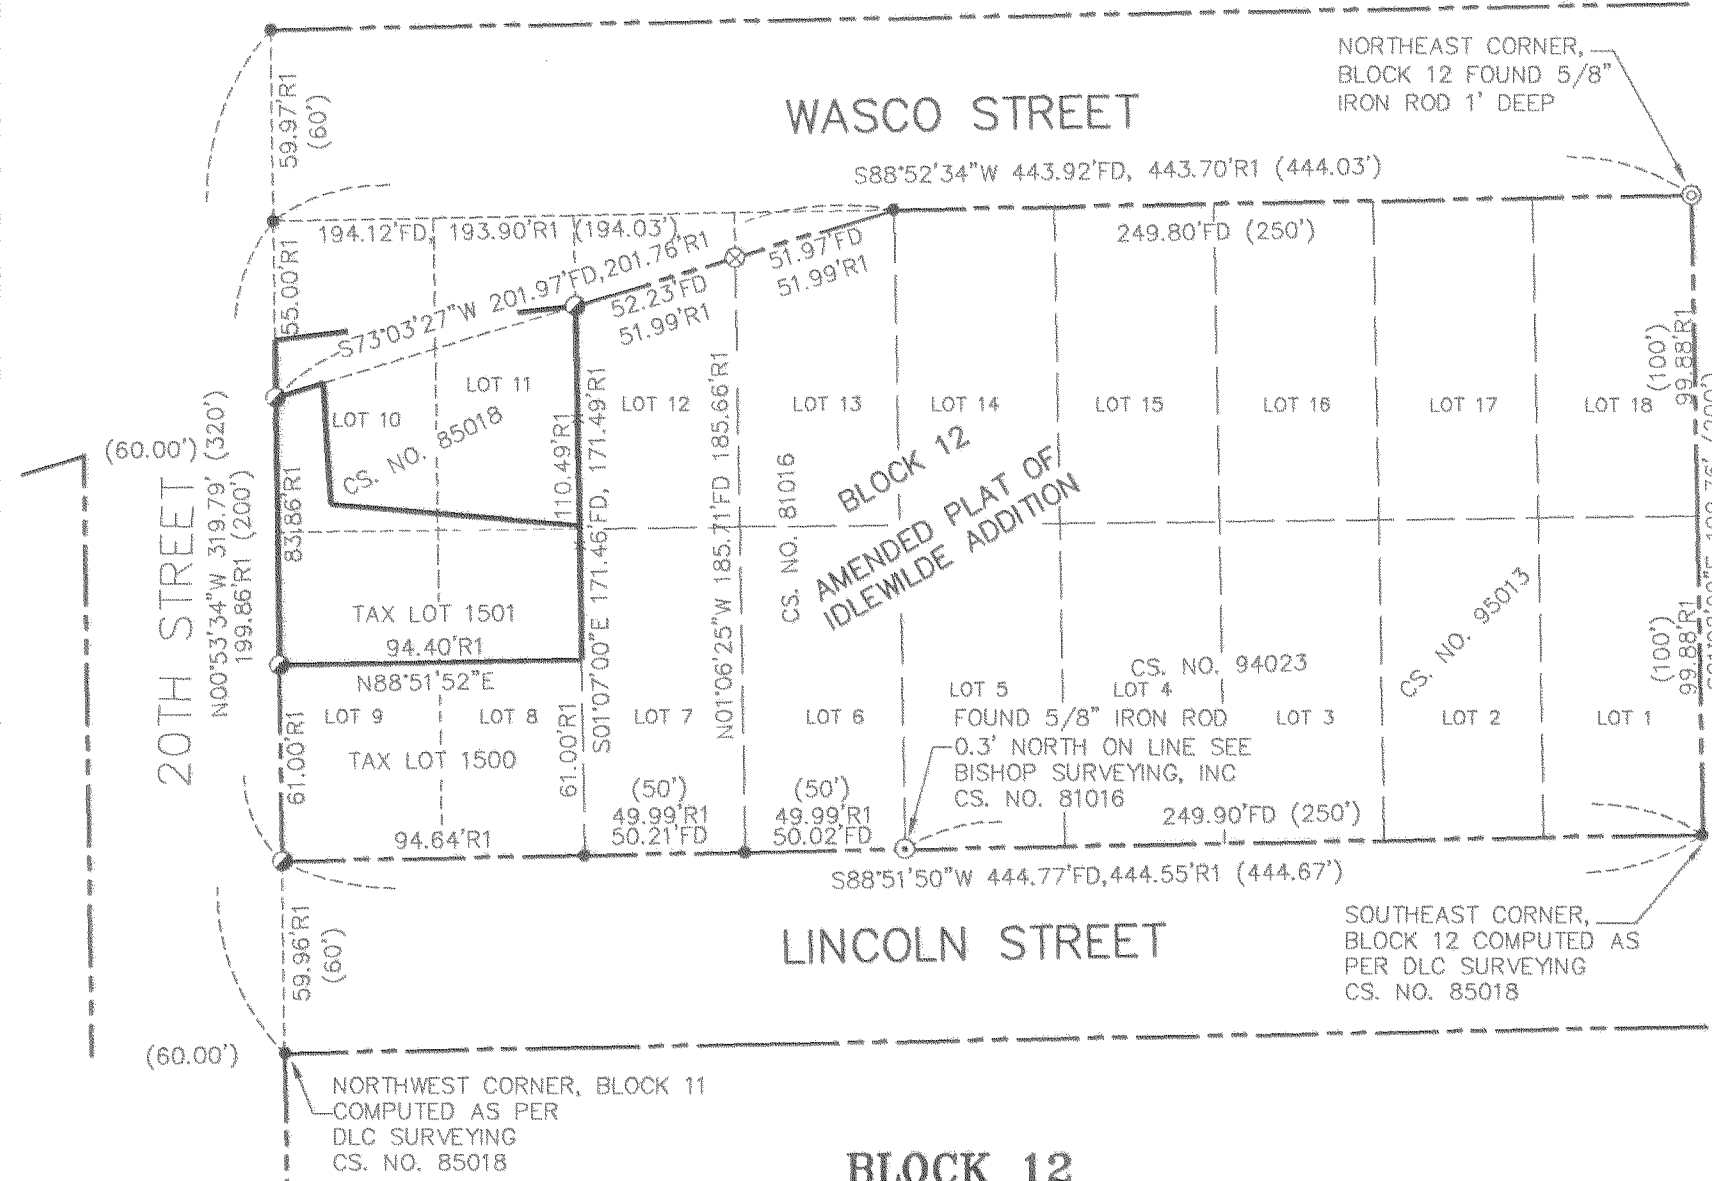 NORTHEAST CORNER,
BLOCK 12 FOUND 5/8"
IRON ROD 1' DEEP
WASCO STREET
59.97'R1
(60')
S88°52'34"W 443.92'FD, 443.70'R1 (444.03')
194.12'FD, 193.90'R1 (194.03')
249.80'FD (250')
55.00'R1
S73°03'27"W 201.97'FD,201.76'R1
51.97'FD
51.99'R1
52.23'FD
51.99'R1
(100')
99.88'R1
LOT 10
LOT 11
LOT 12
LOT 13
LOT 14
LOT 15
LOT 16
LOT 17
LOT 18
CS. NO. 85018
110.49'R1
S01°07'00"E 171.46'FD, 171.49'R1
N01°06'25"W 185.71'FD 185.66'R1
CS. NO. 81016
BLOCK 12
AMENDED PLAT OF
IDLEWILDE ADDITION
(60.00')
20TH STREET
N00°53'34"W 319.79' (320')
199.86'R1 (200')
83.86'R1
TAX LOT 1501
94.40'R1
N88°51'52"E
CS. NO. 94023
CS. NO. 95013
(100')
99.88'R1
LOT 9
LOT 8
LOT 7
LOT 6
LOT 5
LOT 4
LOT 3
LOT 2
LOT 1
FOUND 5/8" IRON ROD
0.3' NORTH ON LINE SEE
BISHOP SURVEYING, INC
CS. NO. 81016
61.00'R1
TAX LOT 1500
61.00'R1
94.64'R1
(50')
49.99'R1
50.21'FD
(50')
49.99'R1
50.02'FD
249.90'FD (250')
S88°51'50"W 444.77'FD,444.55'R1 (444.67')
LINCOLN STREET
59.96'R1
(60')
SOUTHEAST CORNER,
BLOCK 12 COMPUTED AS
PER DLC SURVEYING
CS. NO. 85018
(60.00')
NORTHWEST CORNER, BLOCK 11
COMPUTED AS PER
DLC SURVEYING
CS. NO. 85018
BLOCK 12